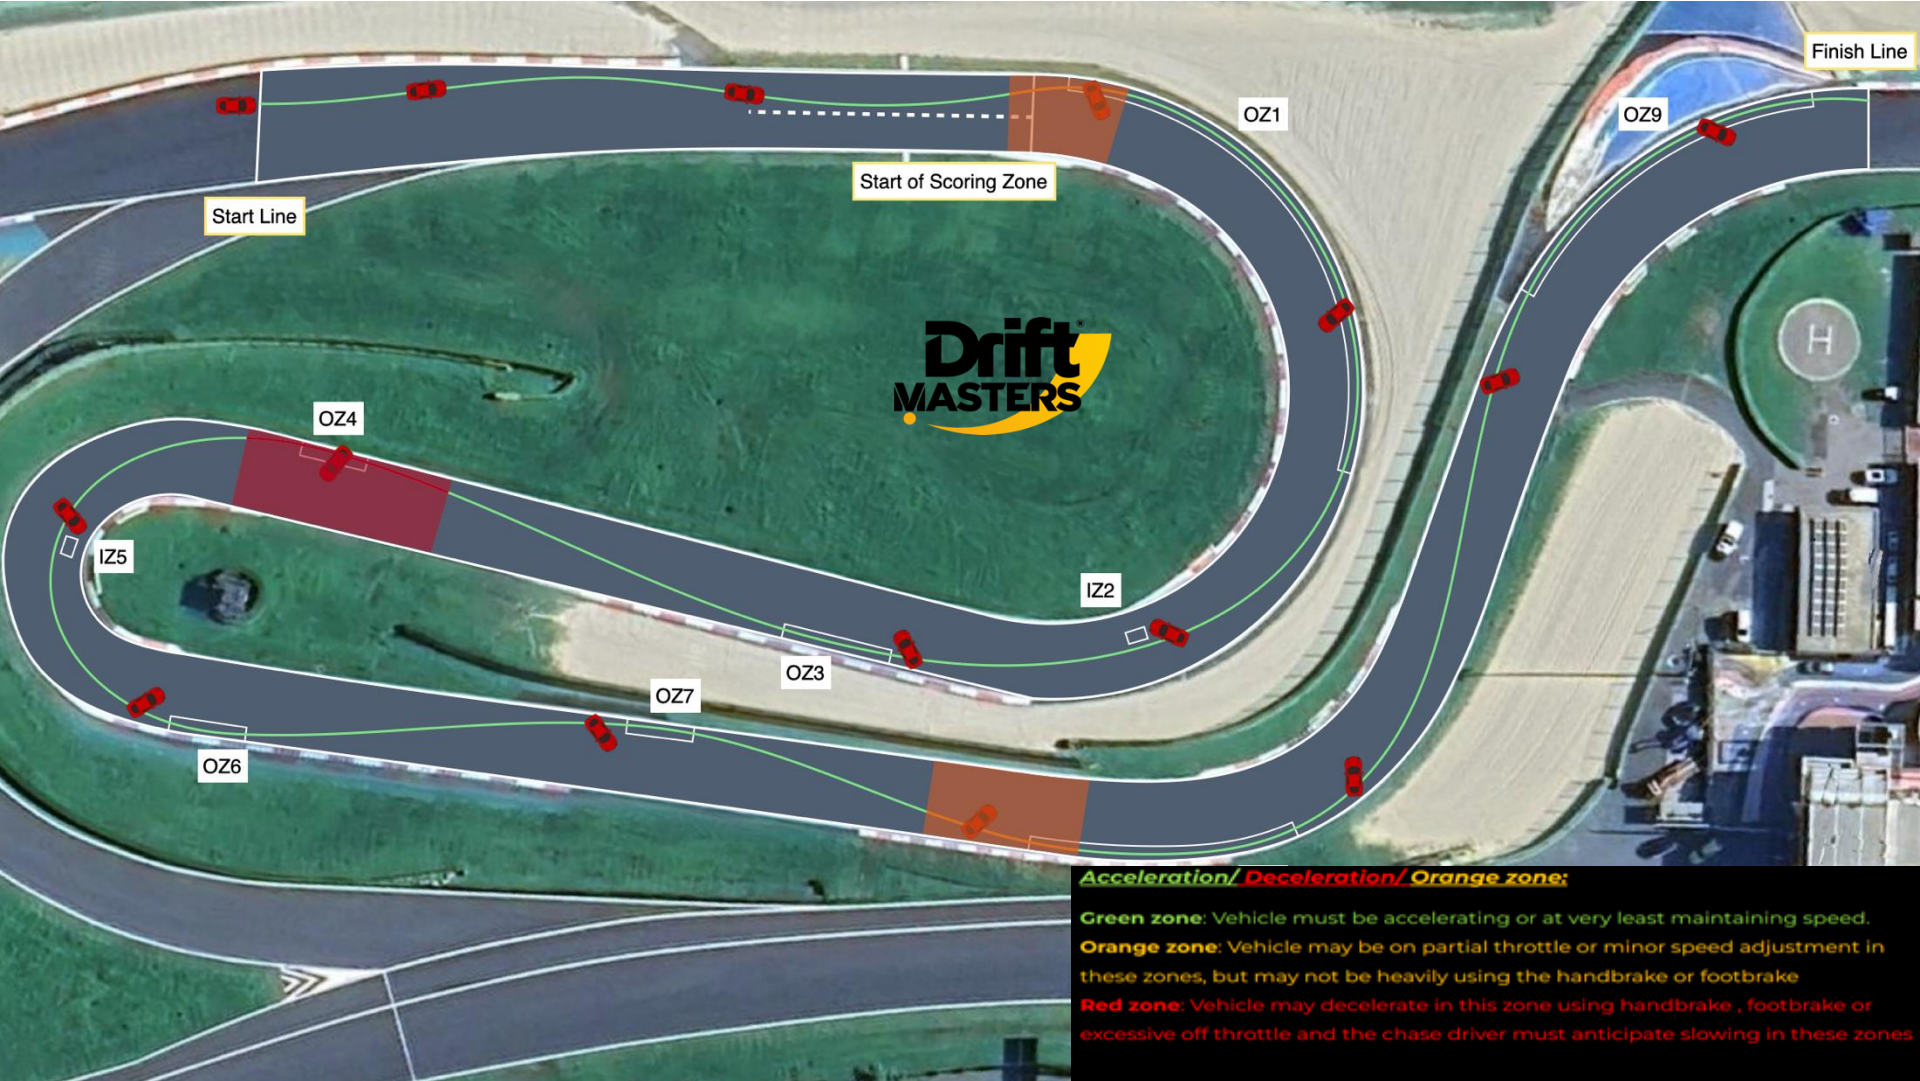 Finish Line
OZ9
OZ1
Start of Scoring Zone
Start Line
H
Drift®
MASTERS
OZ4
IZ5
IZ2
OZ3
OZ7
OZ6
Acceleration/ Deceleration/ Orange zone:
Green zone: Vehicle must be accelerating or at very least maintaining speed.
Orange zone: Vehicle may be on partial throttle or minor speed adjustment in
these zones, but may not be heavily using the handbrake or footbrake
Red zone: Vehicle may decelerate in this zone using handbrake , footbrake or
excessive off throttle and the chase driver must anticipate slowing in these zones